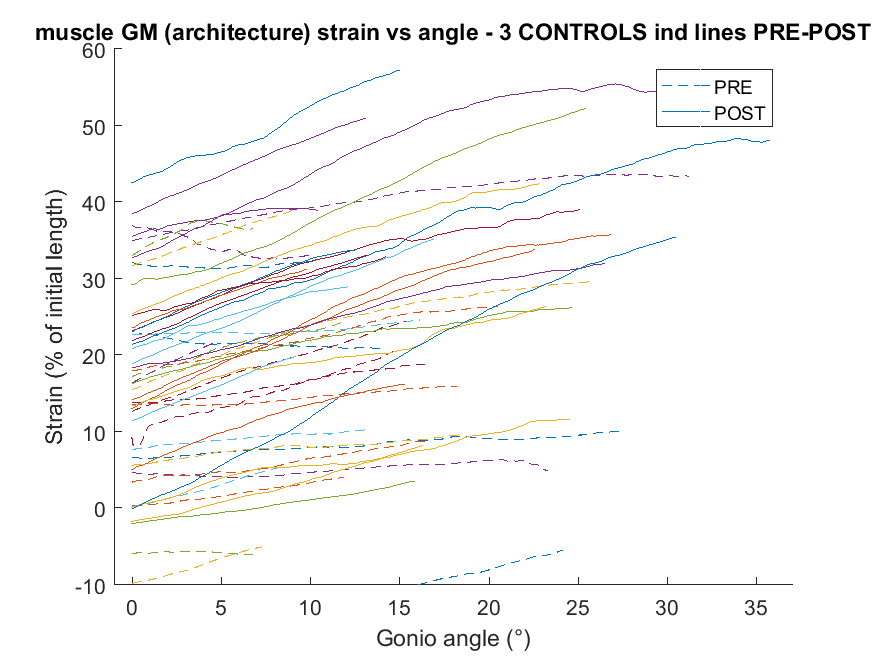 muscle GM (architecture) strain vs angle - 3 CONTROLS ind lines PRE-POST
60
50
40
30
20
10
0
-10
Strain (% of initial length)
PRE
POST
0 5 10 15 20 25 30 35
Gonio angle (°)